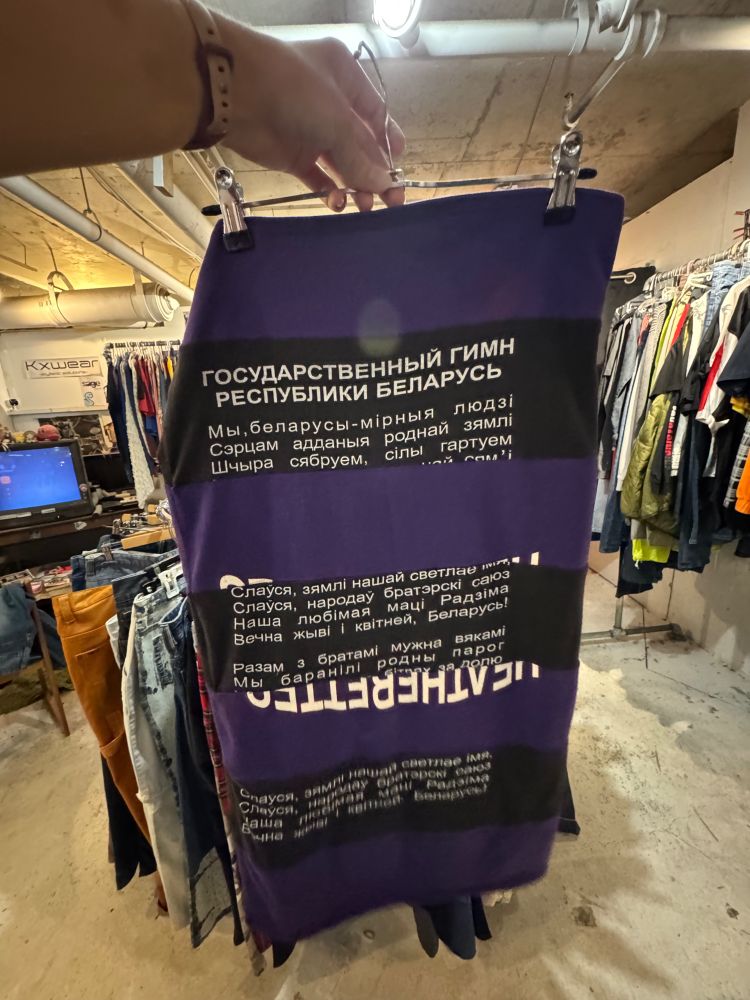 Kxwear
ГОСУДАРСТВЕННЫЙ ГИМН
РЕСПУБЛИКИ БЕЛАРУСЬ
Мы,беларусы-мірныя людзі
Сэрцам адданыя роднай зямлі
Шчыра сябруем, сілы гартуем
Слаўся, зямлі нашай светлае імя,
Слаўся, народаў братэрскі саюз
Наша любімая маці Радзіма
Вечна жыві і квітней, Беларусь!
Разам з братамі мужна вякамі
Мы баранілі родны парог
HEATHERETTES
Слаўся, зямлі нашай светлае імя,
Слаўся, народаў братэрскі саюз
Наша любімая маці Радзіма
Вечна жыві і квітней, Беларусь!